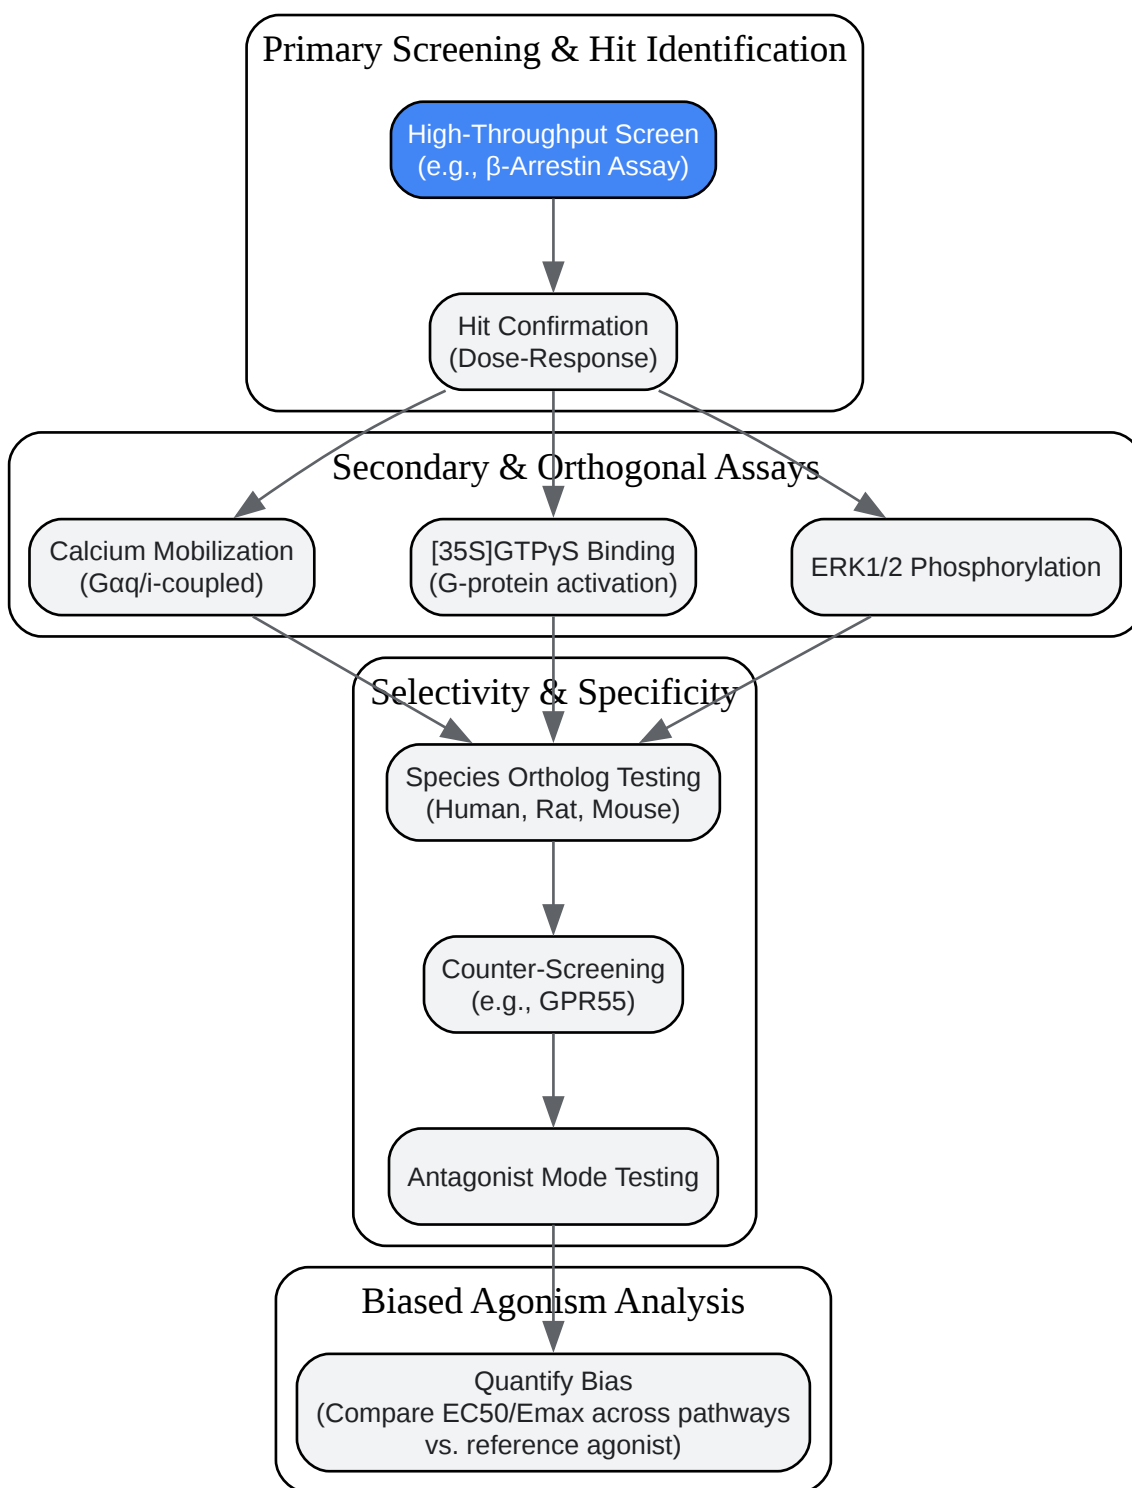 Primary Screening & Hit Identification
High-Throughput Screen
(e.g., β-Arrestin Assay)
Hit Confirmation
(Dose-Response)
Secondary & Orthogonal Assays
Calcium Mobilization
(Gαq/i-coupled)
[35S]GTPγS Binding
(G-protein activation)
ERK1/2 Phosphorylation
Selectivity & Specificity
Species Ortholog Testing
(Human, Rat, Mouse)
Counter-Screening
(e.g., GPR55)
Antagonist Mode Testing
Biased Agonism Analysis
Quantify Bias
(Compare EC50/Emax across pathways
vs. reference agonist)